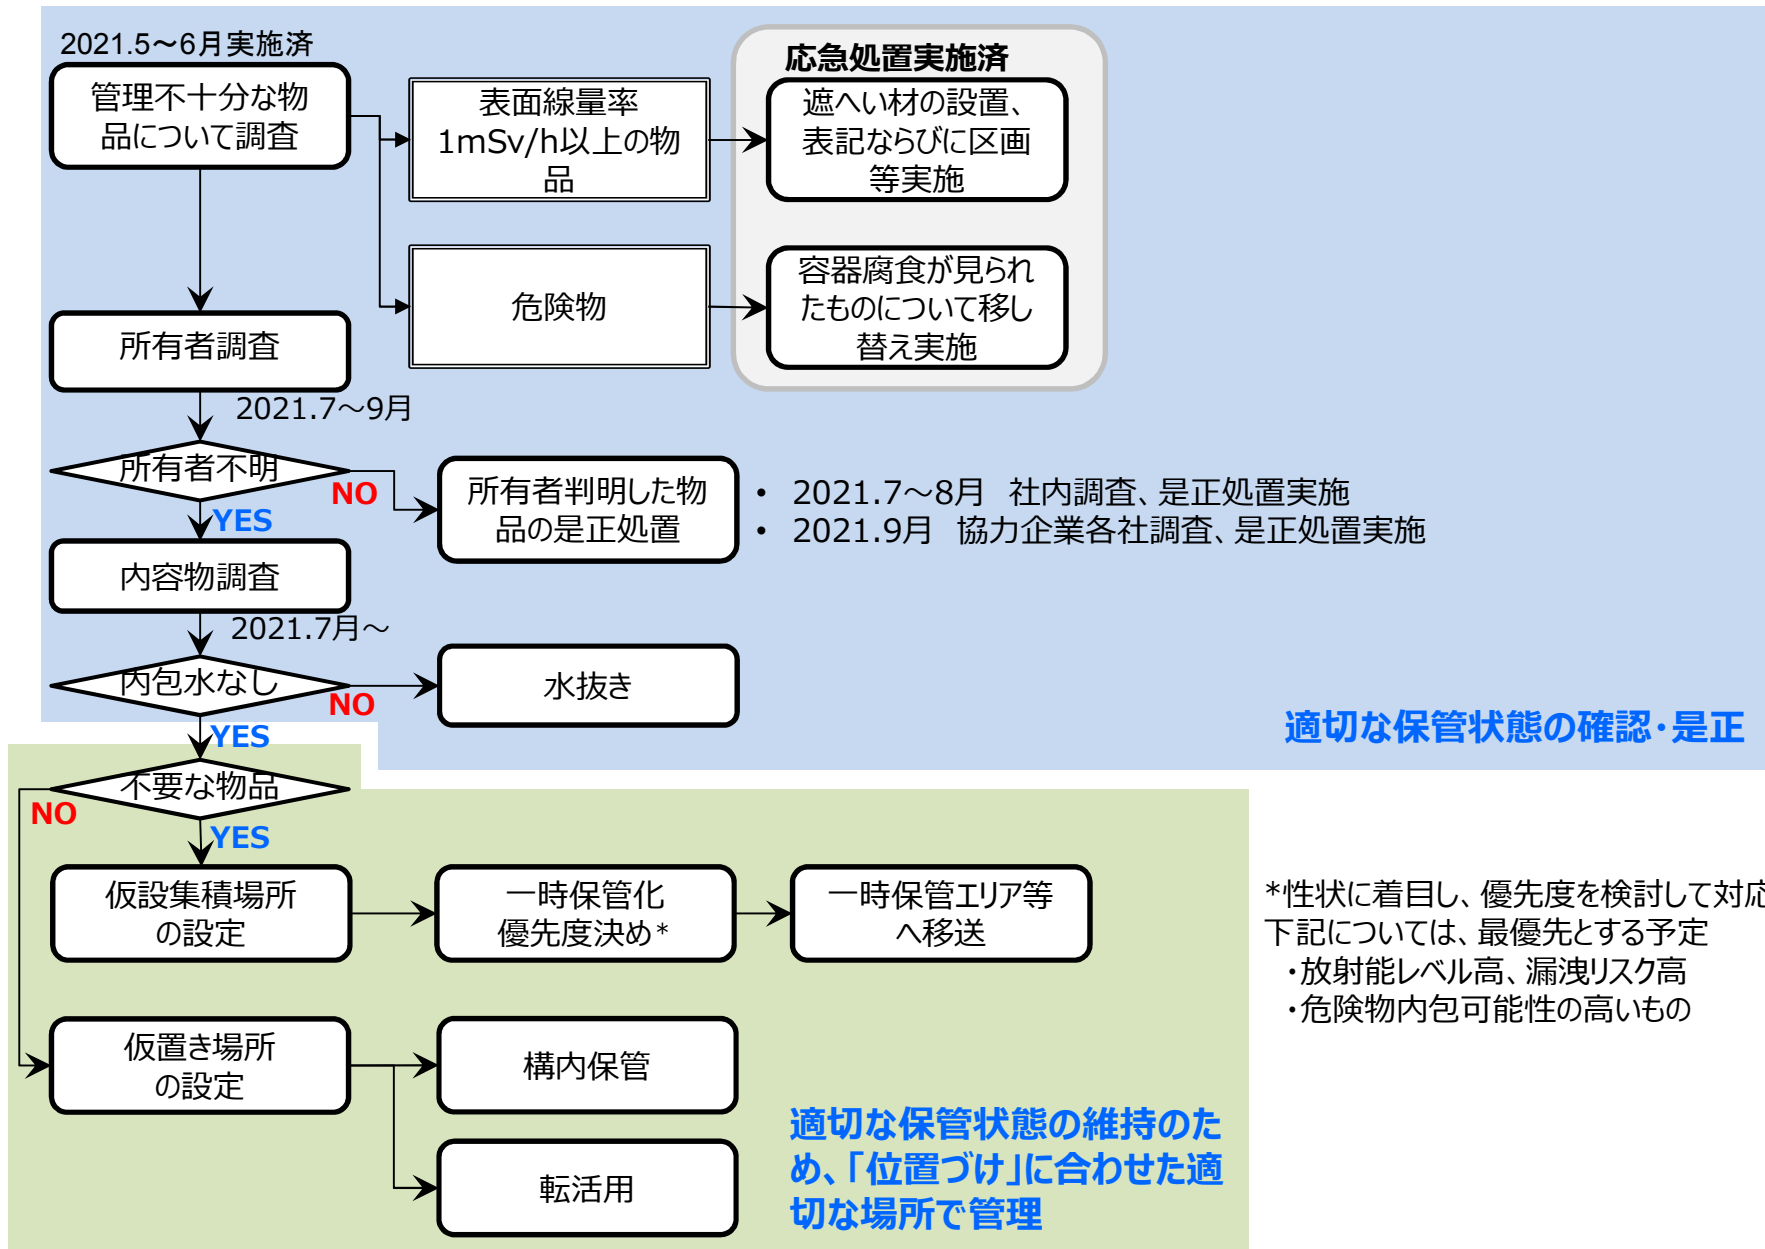 2021.5～6月実施済
管理不十分な物
品について調査
表面線量率
1mSv/h以上の物
品
応急処置実施済
遮へい材の設置、
表記ならびに区画
等実施
危険物
容器腐食が見られ
たものについて移し
替え実施
所有者調査
2021.7～9月
所有者不明
NO
YES
所有者判明した物
品の是正処置
• 2021.7～8月 社内調査、是正処置実施
• 2021.9月 協力企業各社調査、是正処置実施
内容物調査
2021.7月～
内包水なし
NO
YES
水抜き
適切な保管状態の確認・是正
不要な物品
NO
YES
仮設集積場所
の設定
一時保管化
優先度決め*
一時保管エリア等
へ移送
*性状に着目し、優先度を検討して対応
下記については、最優先とする予定
・放射能レベル高、漏洩リスク高
・危険物内包可能性の高いもの
仮置き場所
の設定
構内保管
転活用
適切な保管状態の維持のた
め、「位置づけ」に合わせた適
切な場所で管理